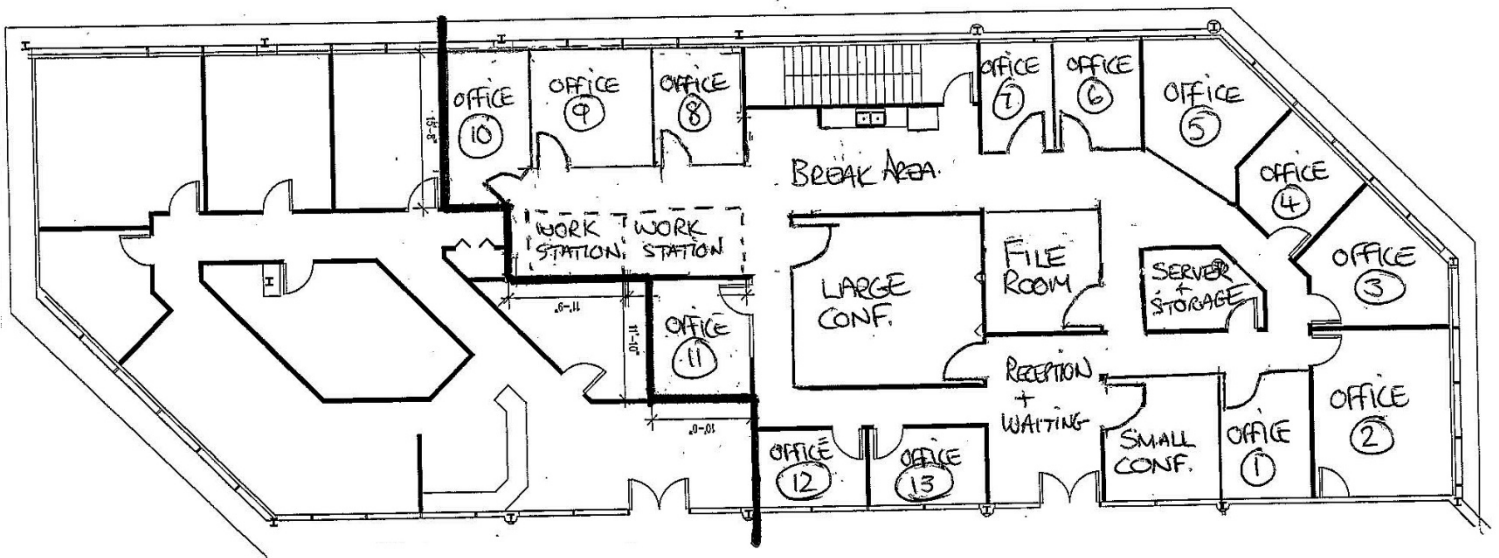 OFFICE
10
OFFICE
9
OFFICE
8
OFFICE
7
OFFICE
6
OFFICE
5
OFFICE
4
OFFICE
3
OFFICE
2
OFFICE
1
BREAK AREA.
WORK
STATION
WORK
STATION
LARGE
CONF.
FILE
ROOM
SERVER
+
STORAGE
RECEPTION
+
WAITING
SMALL
CONF.
OFFICE
11
OFFICE
12
OFFICE
13
15'-8"
11'-0"
11'-10"
10'-0"